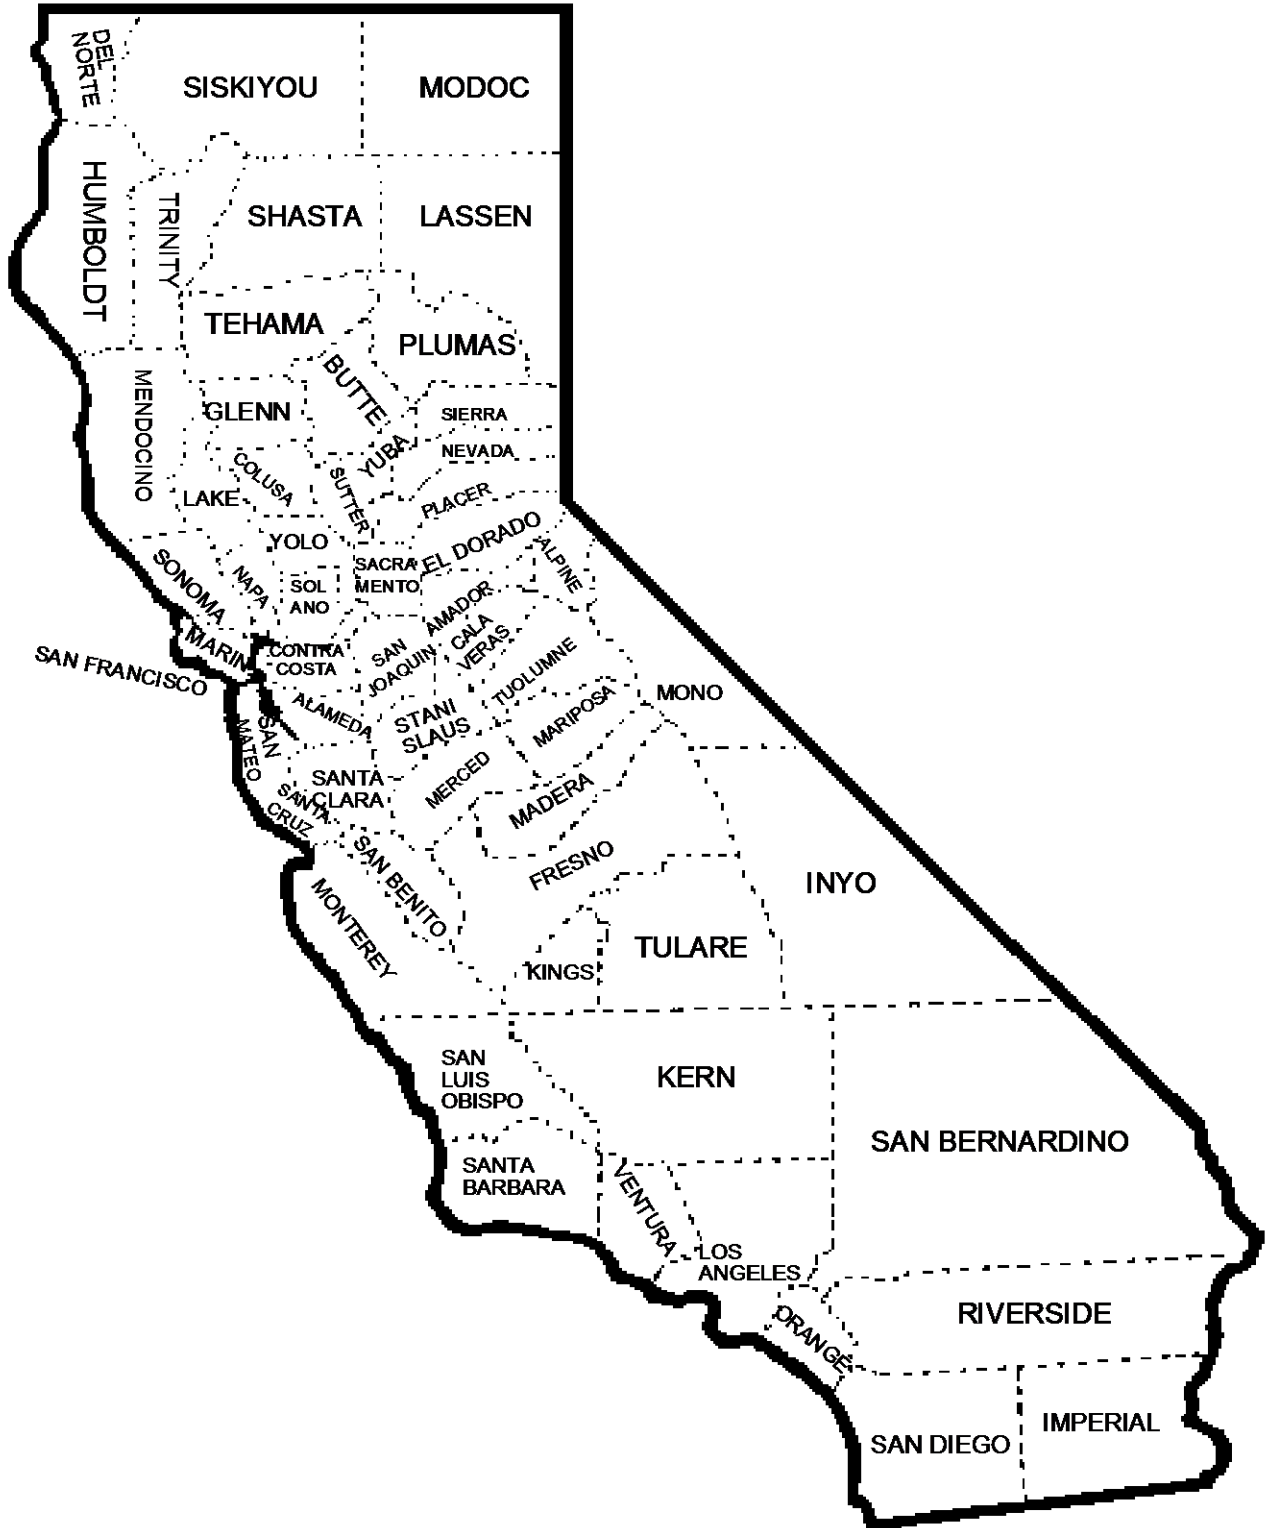 DEL
NORTE
SISKIYOU
MODOC
HUMBOLDT
TRINITY
SHASTA
LASSEN
TEHAMA
PLUMAS
MENDOCINO
GLENN
BUTTE
SIERRA
YUBA
NEVADA
COLUSA
LAKE
SUTTER
PLACER
YOLO
EL DORADO
ALPINE
SONOMA
NAPA
SOL
ANO
SACRA
MENTO
AMADOR
MARIN
CONTRA
COSTA
SAN
JOAQUIN
CALA
VERAS
TUOLUMNE
SAN FRANCISCO
MONO
ALAMEDA
STANI
SLAUS
MARIPOSA
SAN
MATEO
SANTA
CLARA
MERCED
MADERA
SANTA
CRUZ
SAN BENITO
FRESNO
INYO
MONTEREY
KINGS
TULARE
SAN
LUIS
OBISPO
KERN
SAN BERNARDINO
SANTA
BARBARA
VENTURA
LOS
ANGELES
ORANGE
RIVERSIDE
SAN DIEGO
IMPERIAL